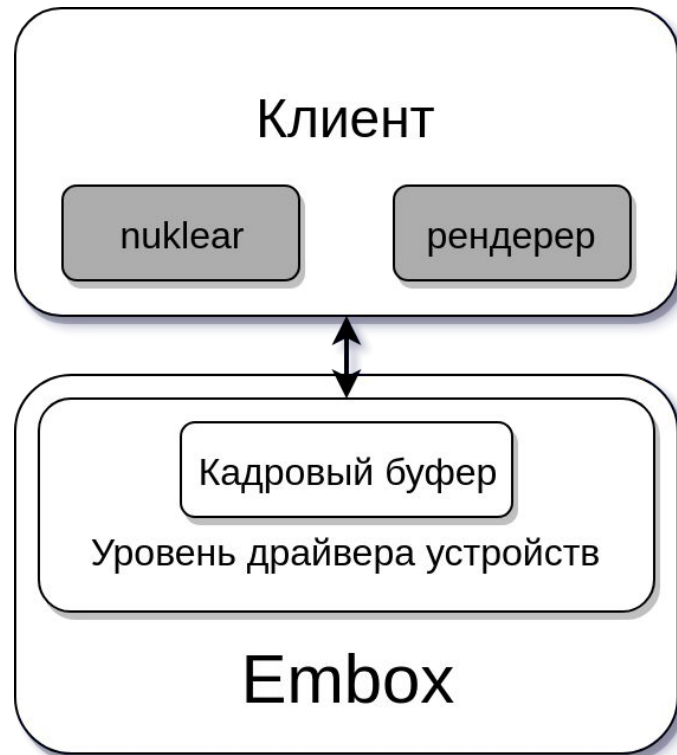 Клиент
nuklear
рендерер
Кадровый буфер
Уровень драйвера устройств
Embox